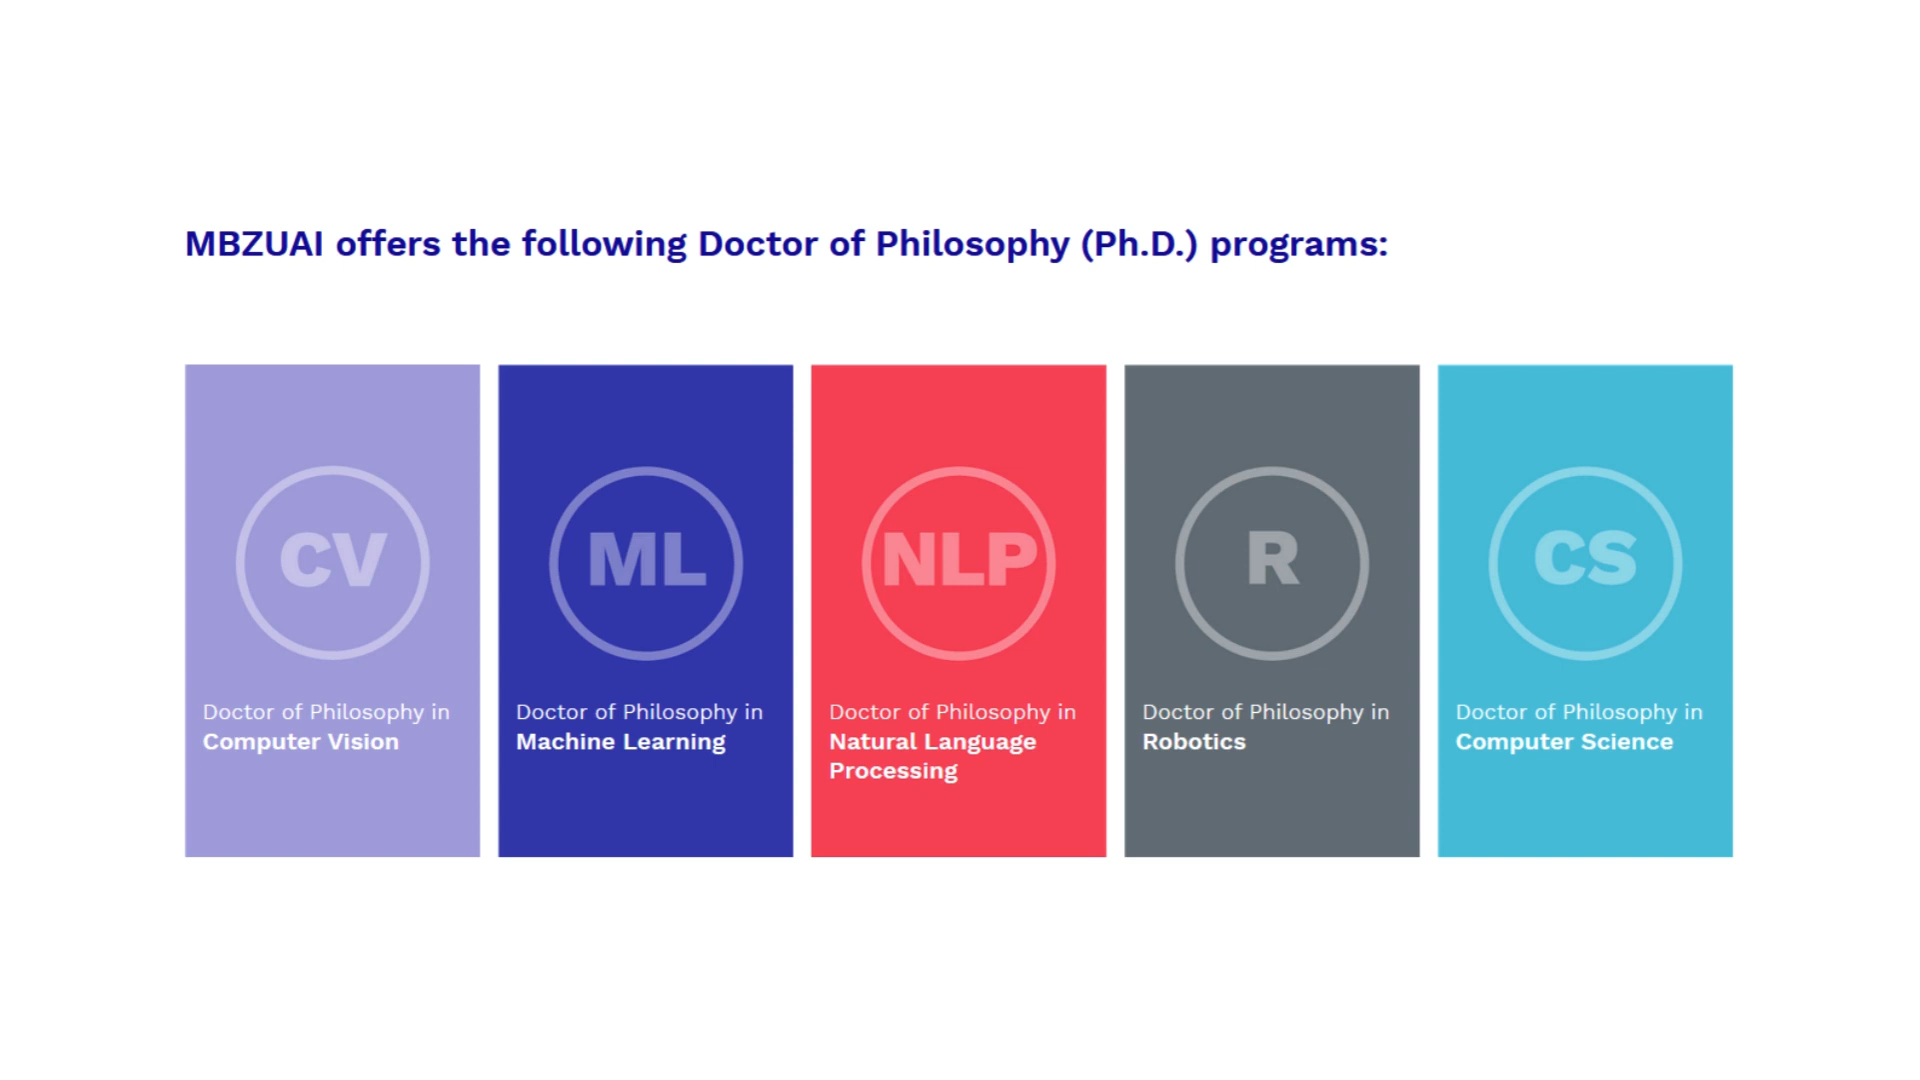 MBZUAI offers the following Doctor of Philosophy (Ph.D.) programs:
CV
Doctor of Philosophy in
Computer Vision
ML
Doctor of Philosophy in
Machine Learning
NLP
Doctor of Philosophy in
Natural Language
Processing
R
Doctor of Philosophy in
Robotics
CS
Doctor of Philosophy in
Computer Science